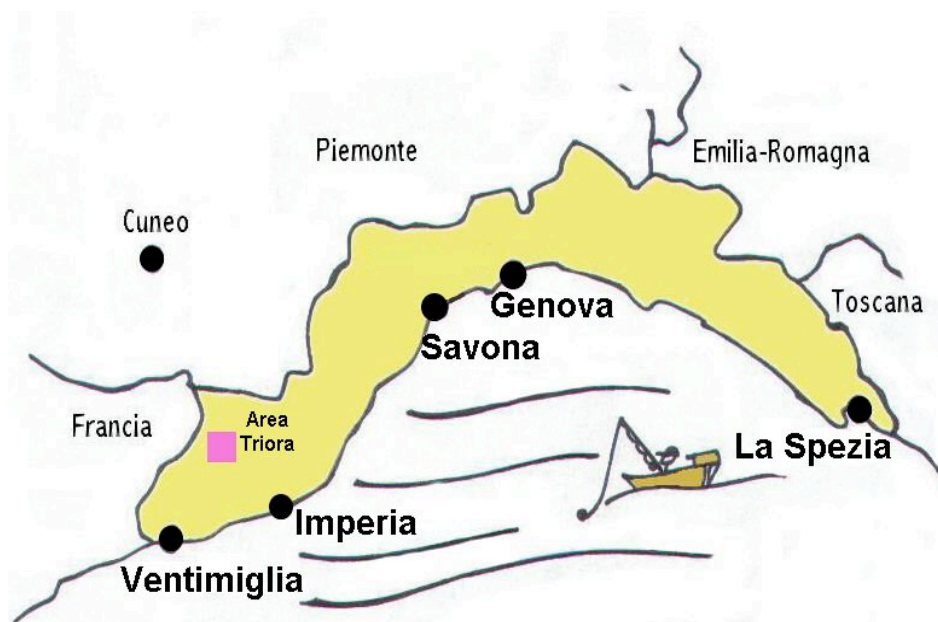 Piemonte
Emilia-Romagna
Cuneo
Genova
Toscana
Savona
Francia
Area
Triora
La Spezia
Imperia
Ventimiglia